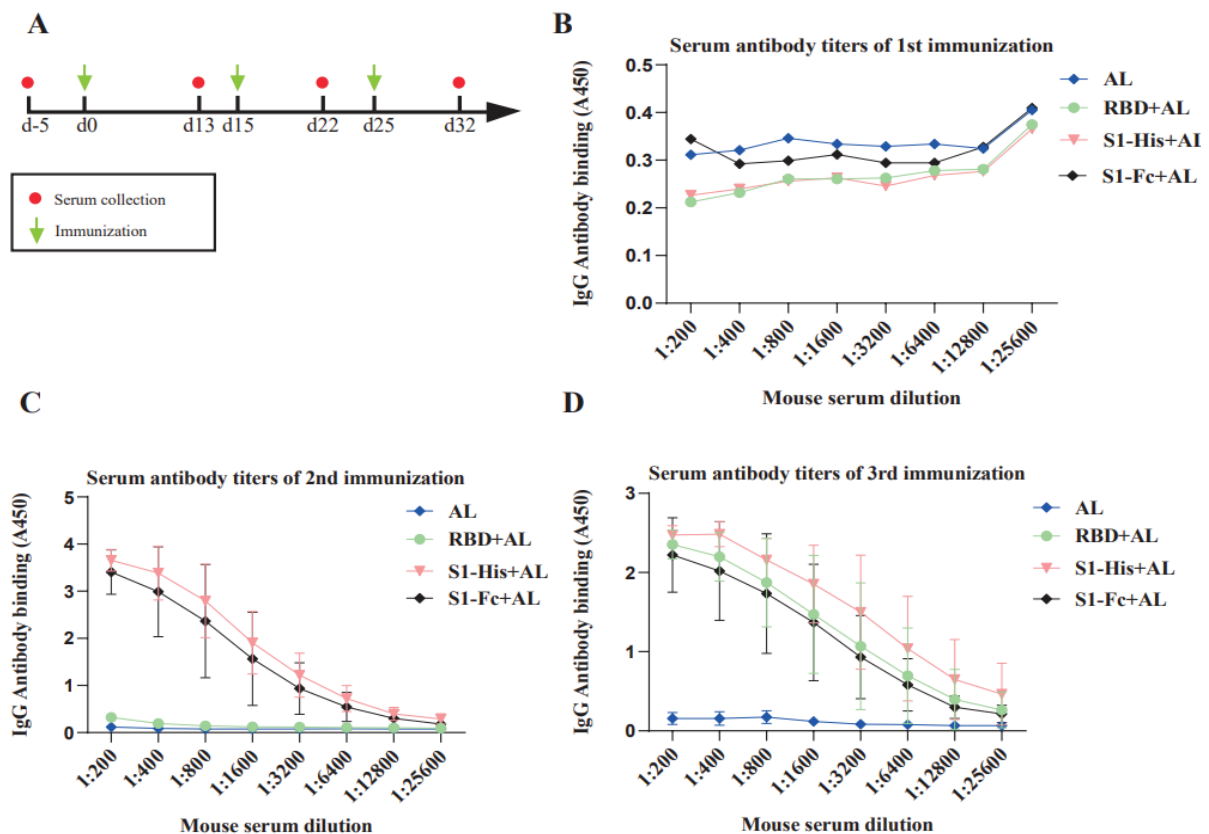 A
d-5 d0 d13 d15 d22 d25 d32
Serum collection
Immunization
B
Serum antibody titers of 1st immunization
IgG Antibody binding (A450)
0.5
0.4
0.3
0.2
0.1
0.0
1:200 1:400 1:800 1:1600 1:3200 1:6400 1:12800 1:25600
Mouse serum dilution
AL
RBD+AL
S1-His+AI
S1-Fc+AL
C
Serum antibody titers of 2nd immunization
IgG Antibody binding (A450)
5
4
3
2
1
0
1:200 1:400 1:800 1:1600 1:3200 1:6400 1:12800 1:25600
Mouse serum dilution
AL
RBD+AL
S1-His+AL
S1-Fc+AL
D
Serum antibody titers of 3rd immunization
IgG Antibody binding (A450)
3
2
1
0
1:200 1:400 1:800 1:1600 1:3200 1:6400 1:12800 1:25600
Mouse serum dilution
AL
RBD+AL
S1-His+AL
S1-Fc+AL